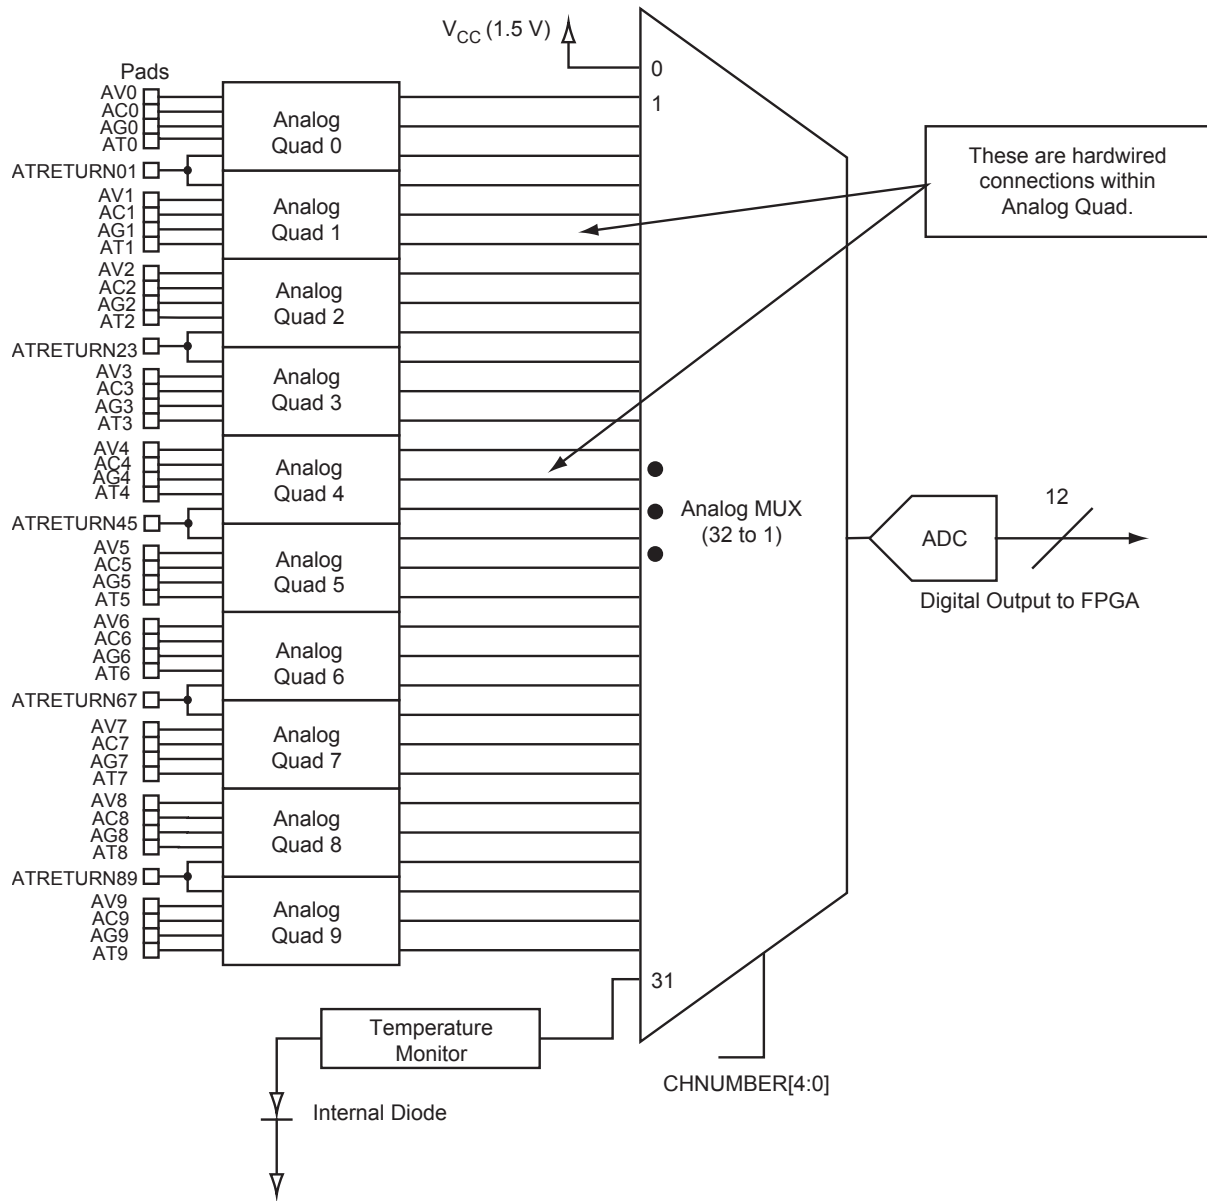 V_CC (1.5 V)
Pads
AV0
AC0
AG0
AT0
ATRETURN01
AV1
AC1
AG1
AT1
AV2
AC2
AG2
AT2
ATRETURN23
AV3
AC3
AG3
AT3
AV4
AC4
AG4
AT4
ATRETURN45
AV5
AC5
AG5
AT5
AV6
AC6
AG6
AT6
ATRETURN67
AV7
AC7
AG7
AT7
AV8
AC8
AG8
AT8
ATRETURN89
AV9
AC9
AG9
AT9
Analog
Quad 0
Analog
Quad 1
Analog
Quad 2
Analog
Quad 3
Analog
Quad 4
Analog
Quad 5
Analog
Quad 6
Analog
Quad 7
Analog
Quad 8
Analog
Quad 9
0
1
31
Analog MUX
(32 to 1)
These are hardwired
connections within
Analog Quad.
ADC
12
Digital Output to FPGA
CHNUMBER[4:0]
Temperature
Monitor
Internal Diode